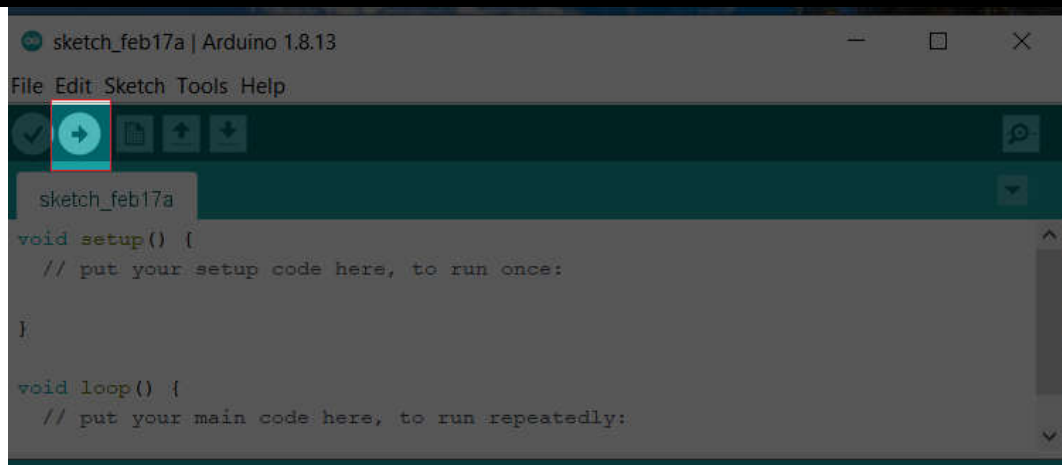 sketch_feb17a | Arduino 1.8.13
File Edit Sketch Tools Help
sketch_feb17a
void setup() {
// put your setup code here, to run once:
}
void loop() {
// put your main code here, to run repeatedly: